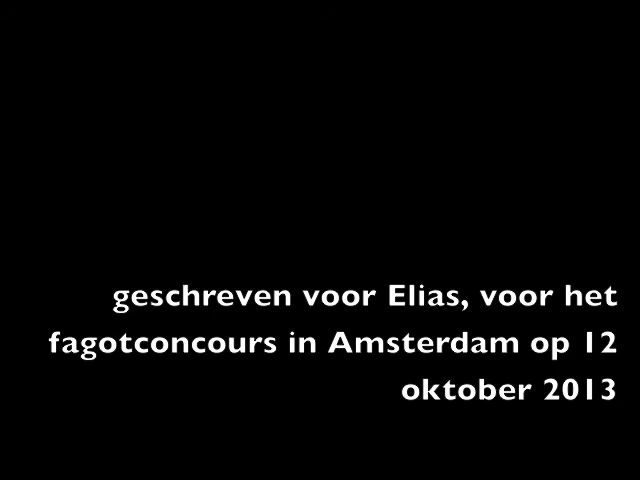 geschreven voor Elias, voor het
fagotconcours in Amsterdam op 12
oktober 2013